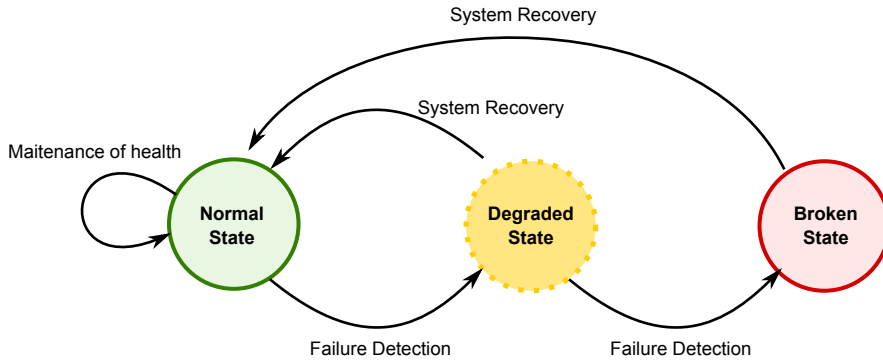 System Recovery
System Recovery
Maitenance of health
Normal
State
Degraded
State
Broken
State
Failure Detection
Failure Detection